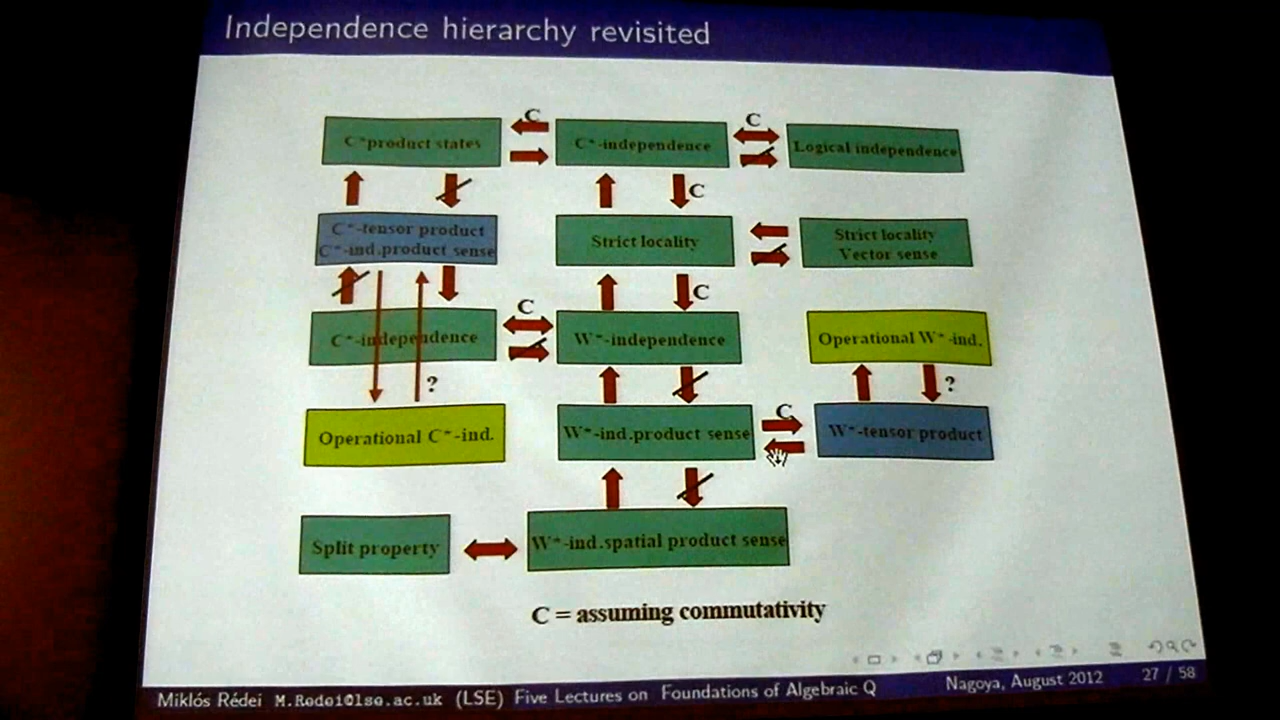 Independence hierarchy revisited
C C
C*product states C*-independence Logical independence
C
C*-tensor product
C*-ind.product sense
Strict locality
Strict locality
Vector sense
C
C
C*-independence W*-independence Operational W*-ind.
? ?
C
Operational C*-ind. W*-ind.product sense W*-tensor product
Split property W*-ind.spatial product sense
C = assuming commutativity
Miklós Rédei M.Redei@lse.ac.uk (LSE) Five Lectures on Foundations of Algebraic Q Nagoya, August 2012 27 / 58